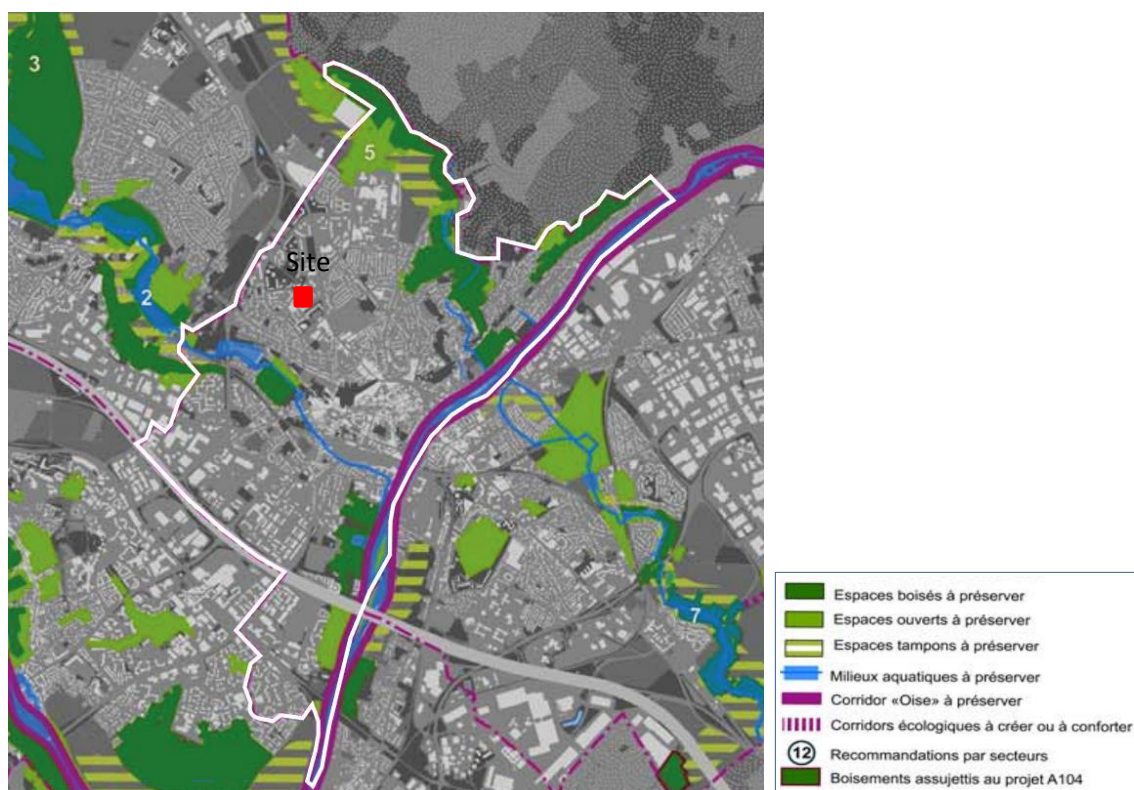 3
5
Site
2
7
Espaces boisés à préserver
Espaces ouverts à préserver
Espaces tampons à préserver
Milieux aquatiques à préserver
Corridor «Oise» à préserver
Corridors écologiques à créer ou à conforter
12 Recommandations par secteurs
Boisements assujettis au projet A104